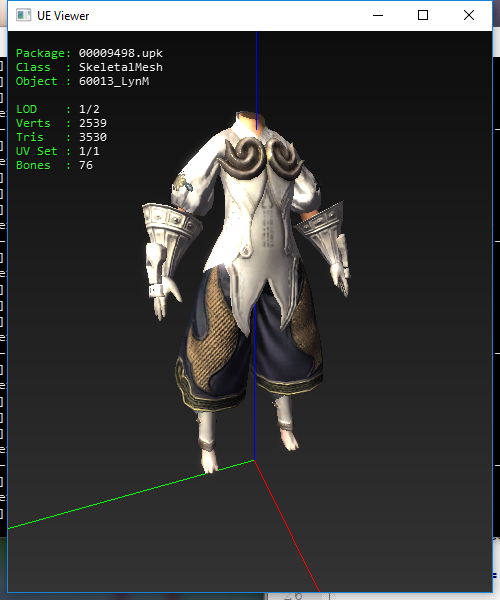 UE Viewer
Package: 00009498.upk
Class : SkeletalMesh
Object : 60013_LynM
LOD : 1/2
Verts : 2539
Tris : 3530
UV Set : 1/1
Bones : 76